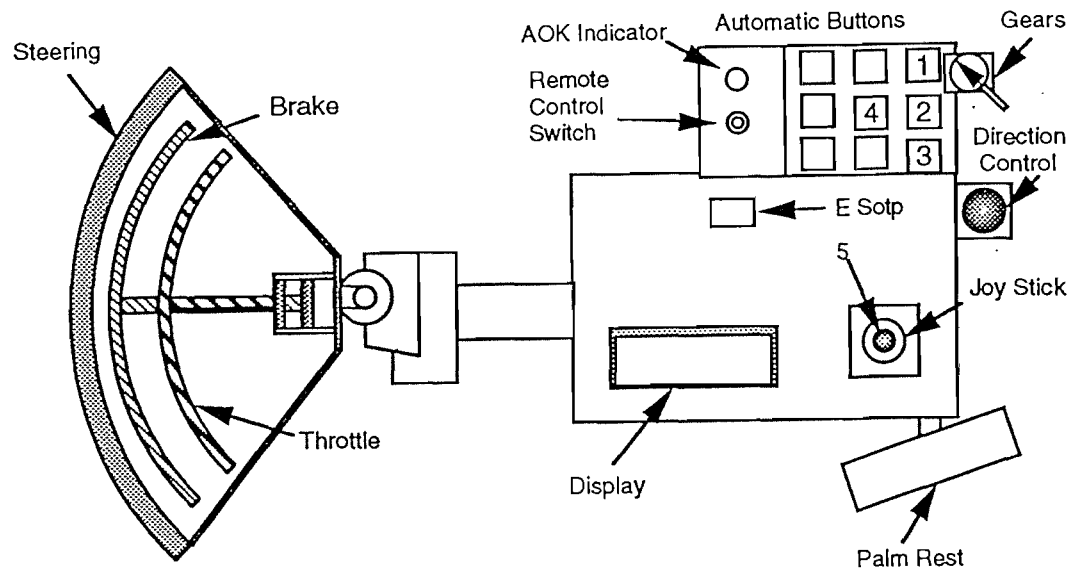 Steering
Brake
Throttle
AOK Indicator
Remote
Control
Switch
Automatic Buttons
Gears
1
4 2
3
Direction
Control
E Sotp
5
Joy Stick
Display
Palm Rest